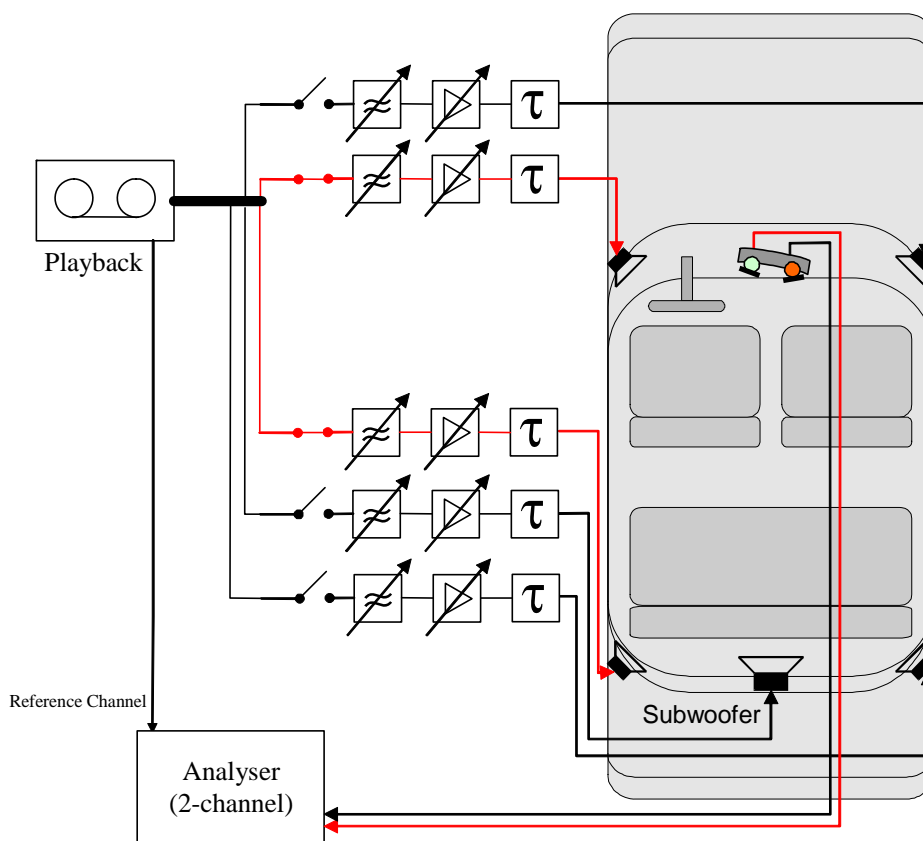 τ
τ
Playback
τ
τ
τ
Reference Channel
Subwoofer
Analyser
(2-channel)